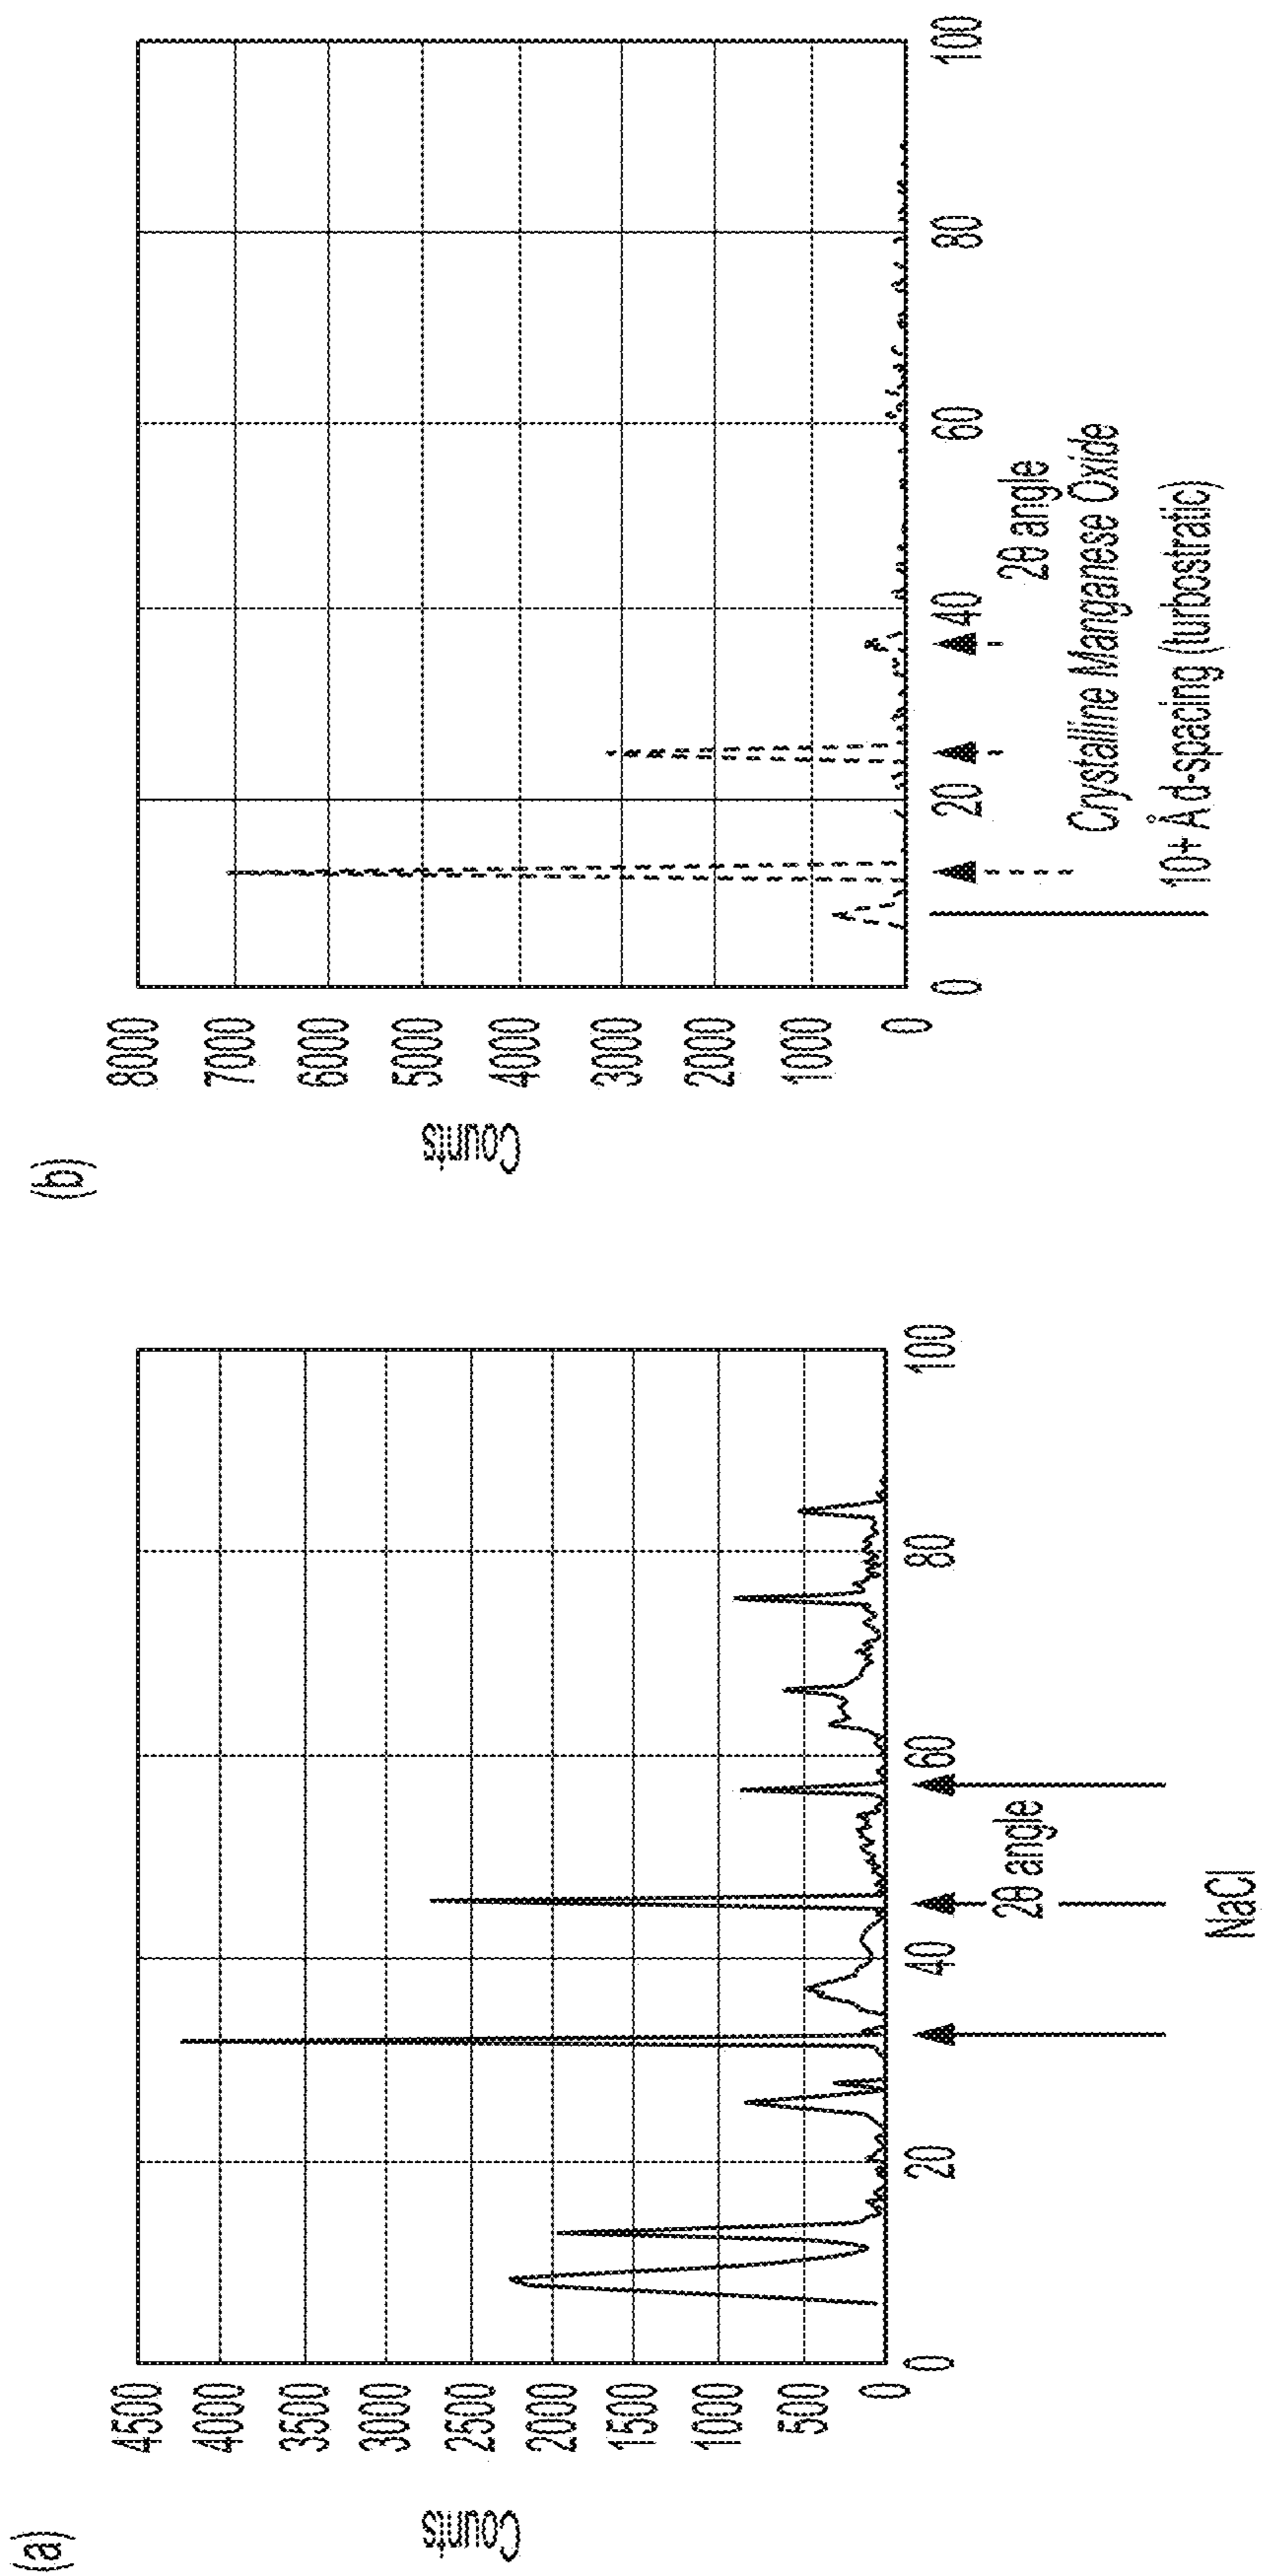 (a)
Counts
4500
4000
3500
3000
2500
2000
1500
1000
500
0
0 20 40 60 80 100
2θ angle
NaCl
(b)
Counts
8000
7000
6000
5000
4000
3000
2000
1000
0
0 20 40 60 80 100
2θ angle
Crystalline Manganese Oxide
10+ Åd-spacing (turbostratic)